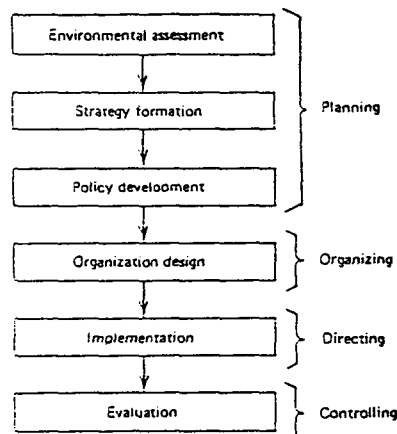 Environmental assessment
Strategy formation
Planning
Policy development
Organization design
Organizing
Implementation
Directing
Evaluation
Controlling